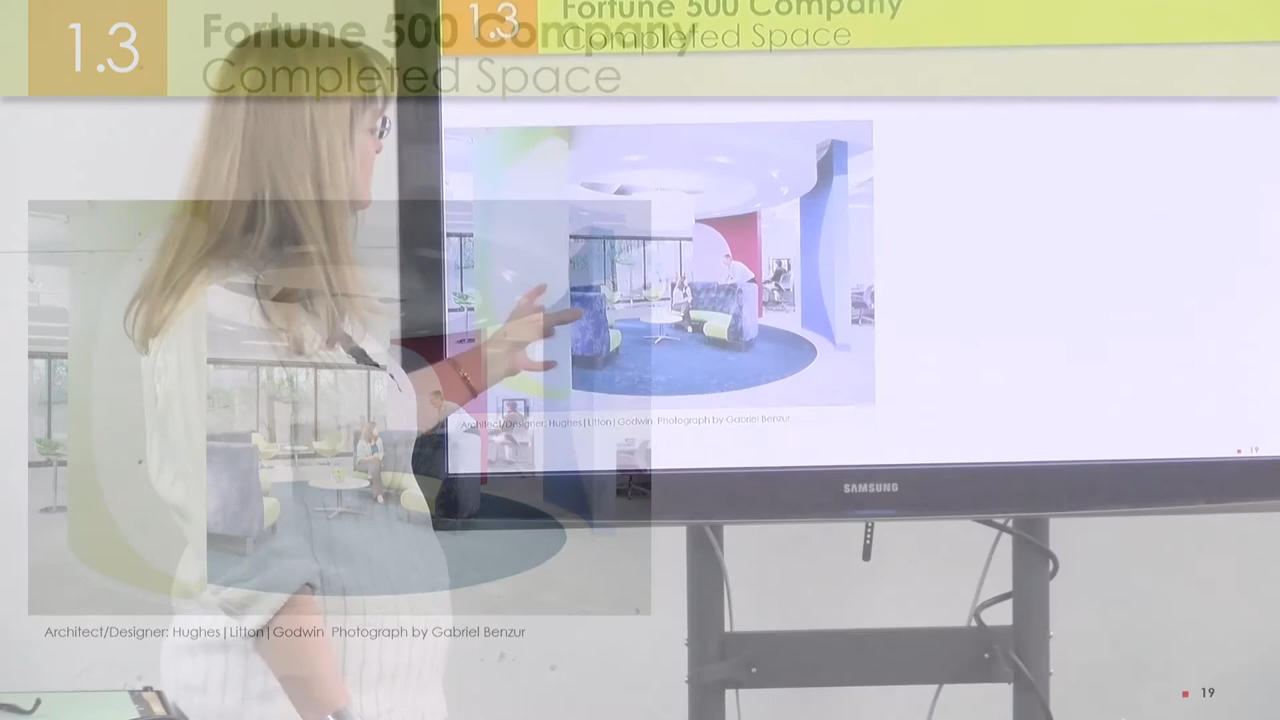 1.3
Fortune 500 Company
Completed Space
1.3
Fortune 500 Company
Completed Space
Architect/Designer: Hughes|Litton|Godwin Photograph by Gabriel Benzur
19
SAMSUNG
Architect/Designer: Hughes|Litton|Godwin Photograph by Gabriel Benzur
19